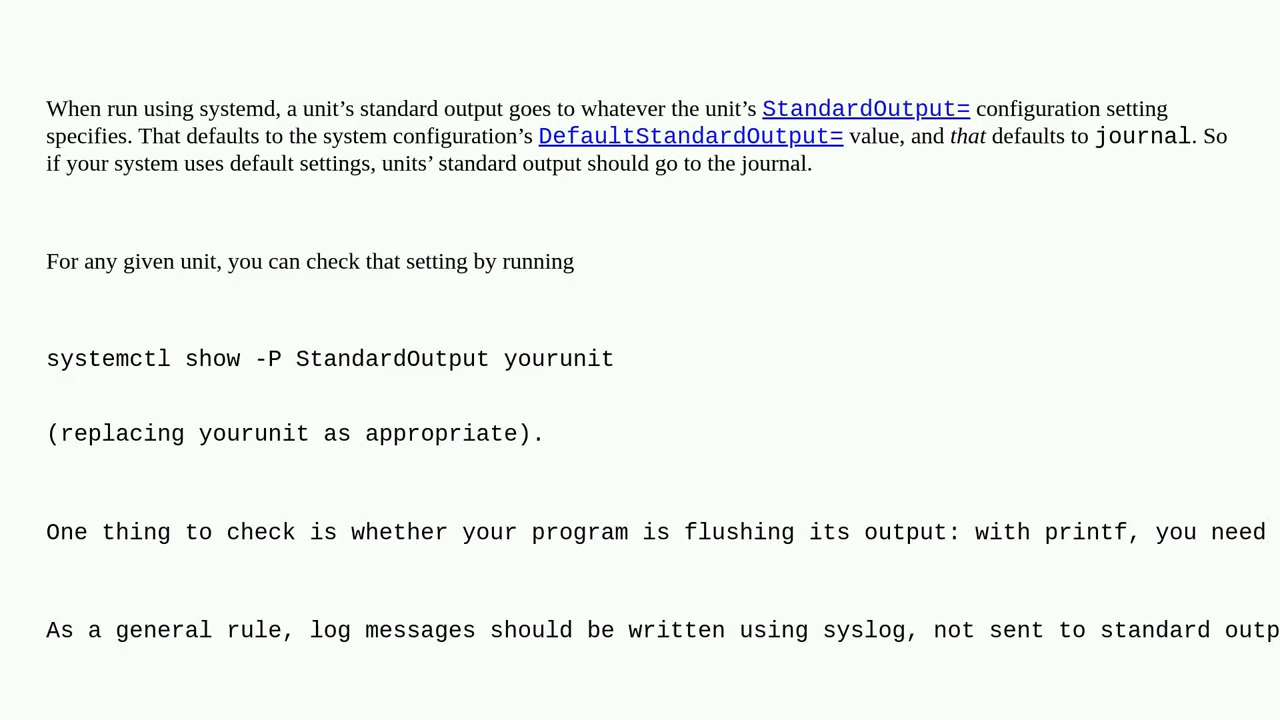 When run using systemd, a unit’s standard output goes to whatever the unit’s StandardOutput= configuration setting
specifies. That defaults to the system configuration’s DefaultStandardOutput= value, and that defaults to journal. So
if your system uses default settings, units’ standard output should go to the journal.
For any given unit, you can check that setting by running
systemctl show -P StandardOutput yourunit
(replacing yourunit as appropriate).
One thing to check is whether your program is flushing its output: with printf, you need
As a general rule, log messages should be written using syslog, not sent to standard outp